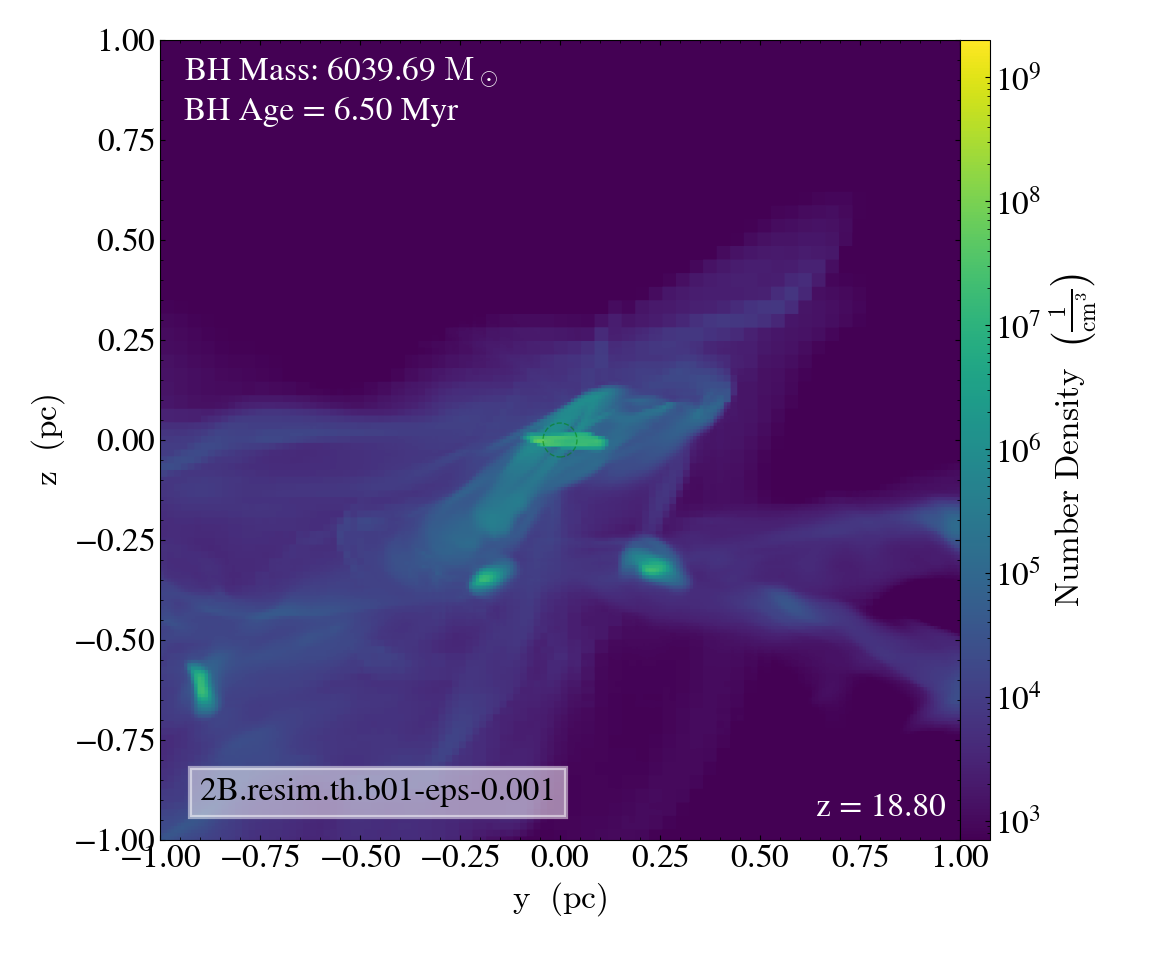 BH Mass: 6039.69 M⊙
BH Age = 6.50 Myr
1.00
0.75
0.50
0.25
0.00
−0.25
−0.50
−0.75
−1.00
z (pc)
2B.resim.th.b01-eps-0.001
z = 18.80
−1.00 −0.75 −0.50 −0.25 0.00 0.25 0.50 0.75 1.00
y (pc)
10⁹
10⁸
10⁷
10⁶
10⁵
10⁴
10³
Number Density (1/cm³)